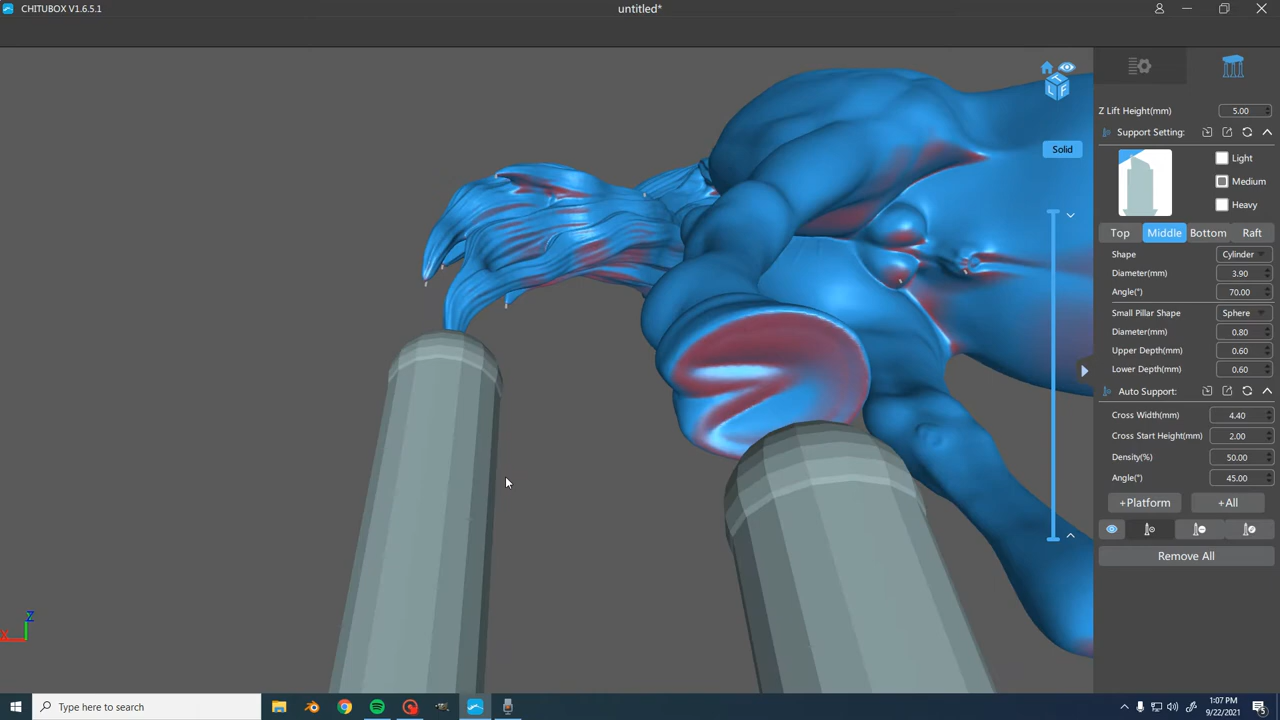 CHITUBOX V1.6.5.1
untitled*
Z Lift Height(mm) 5.00
Support Setting:
Light
Medium
Heavy
Top Middle Bottom Raft
Shape Cylinder
Diameter(mm) 3.90
Angle(°) 70.00
Small Pillar Shape Sphere
Diameter(mm) 0.80
Upper Depth(mm) 0.60
Lower Depth(mm) 0.60
Auto Support:
Cross Width(mm) 4.40
Cross Start Height(mm) 2.00
Density(%) 50.00
Angle(°) 45.00
+Platform +All
Remove All
Solid
T
L F
Z
X
Type here to search
1:07 PM
9/22/2021
5